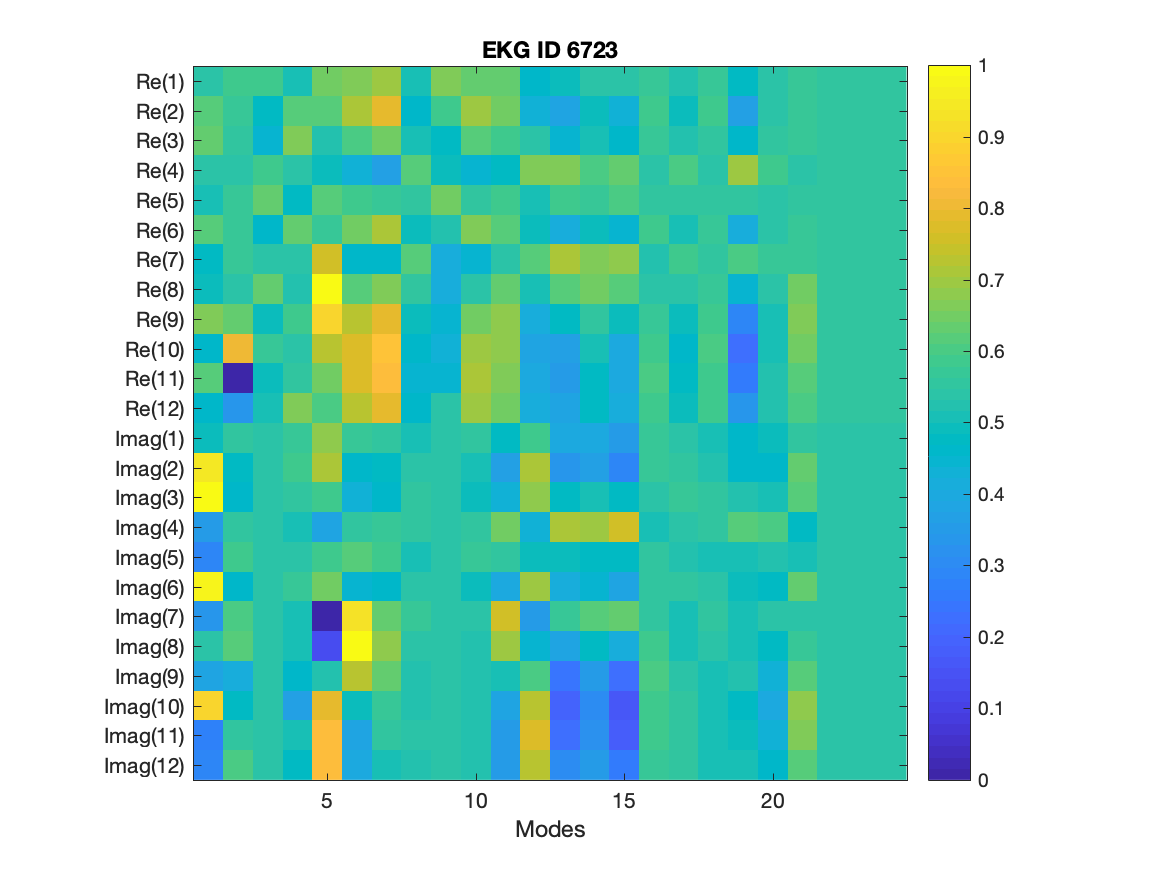 EKG ID 6723
Re(1)
Re(2)
Re(3)
Re(4)
Re(5)
Re(6)
Re(7)
Re(8)
Re(9)
Re(10)
Re(11)
Re(12)
Imag(1)
Imag(2)
Imag(3)
Imag(4)
Imag(5)
Imag(6)
Imag(7)
Imag(8)
Imag(9)
Imag(10)
Imag(11)
Imag(12)
5 10 15 20
Modes
1
0.9
0.8
0.7
0.6
0.5
0.4
0.3
0.2
0.1
0